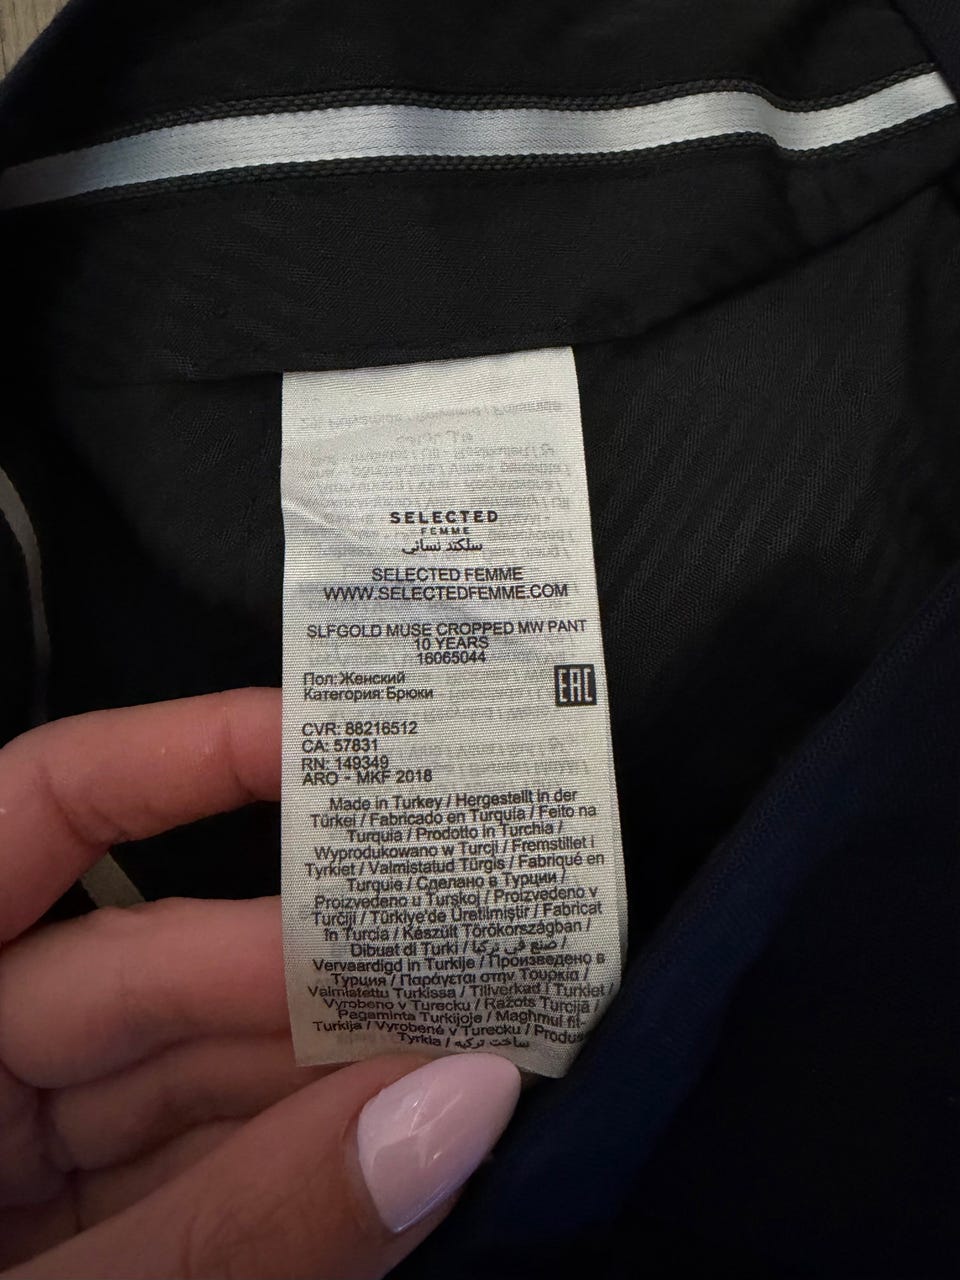 SELECTED
FEMME
سلكتد نسائي
SELECTED FEMME
WWW.SELECTEDFEMME.COM
SLFGOLD MUSE CROPPED MW PANT
10 YEARS
16065044
Пол: Женский
Категория: Брюки
EAC
CVR: 88216512
CA: 57831
RN: 149349
ARO - MKF 2018
Made in Turkey / Hergestellt in der
Türkei / Fabricado en Turquía / Feito na
Turquia / Prodotto in Turchia /
Wyprodukowano w Turcji / Fremstillet i
Tyrkiet / Valmistatud Türgis / Fabriqué en
Turquie / Сделано в Турции /
Proizvedeno u Turskoj / Proizvedeno v
Turčiji / Türkiye'de Üretilmiştir / Fabricat
în Turcia / Készült Törökországban /
Dibuat di Turki / صنع في تركيا /
Vervaardigd in Turkije / Произведено в
Турция / Παράγεται στην Τουρκία /
Valmistettu Turkissa / Tillverkad i Turkiet /
Vyrobeno v Turecku / Ražots Turcijā /
Pagaminta Turkijoje / Maghmul fit-
Turkija / Vyrobené v Turecku / Produs
Tyrkia / ساخت ترکیه